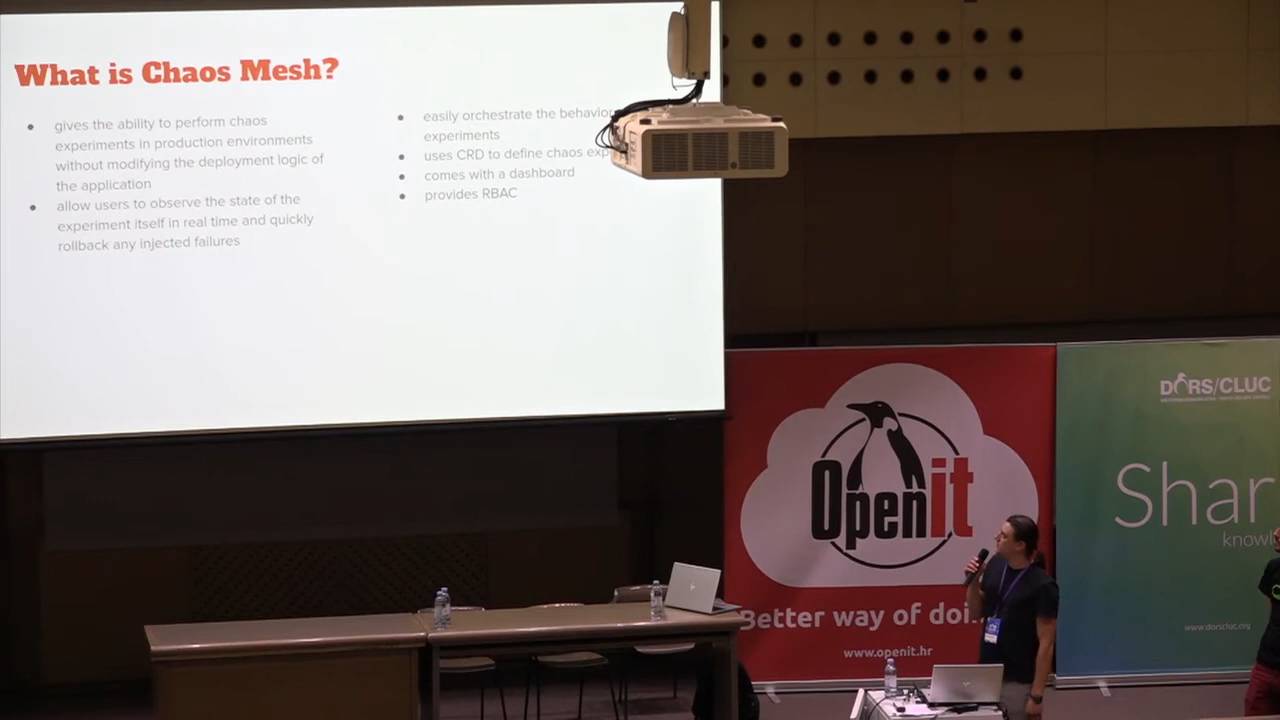 What is Chaos Mesh?
gives the ability to perform chaos
experiments in production environments
without modifying the deployment logic of
the application
allow users to observe the state of the
experiment itself in real time and quickly
rollback any injected failures
easily orchestrate the behavior
experiments
uses CRD to define chaos
comes with a dashboard
provides RBAC
Openit
Better way of
www.openit.hr
DORS/CLUC
Shar
knowl
www.dorscluc.org